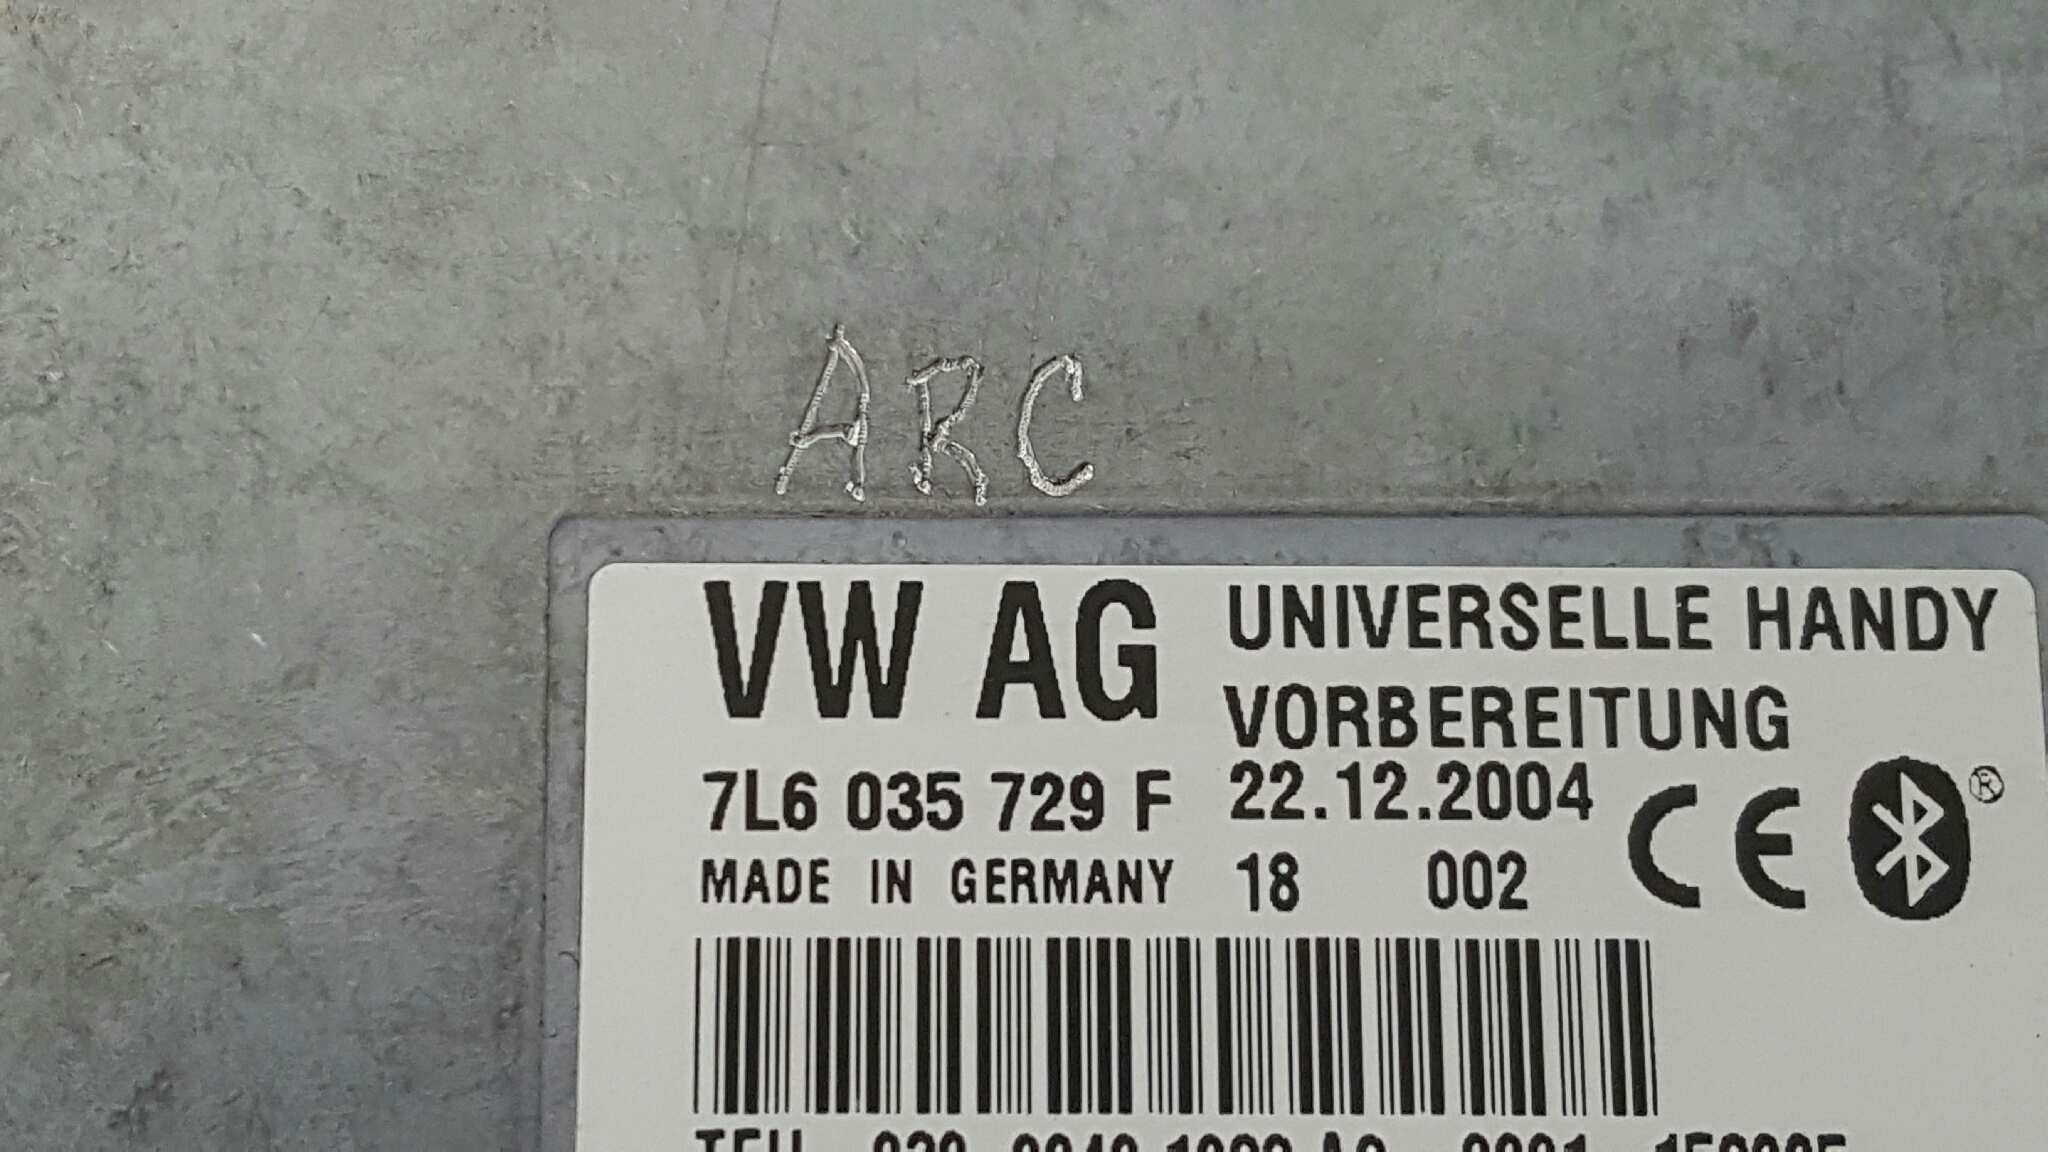 ARC
VW AG
UNIVERSELLE HANDY
VORBEREITUNG
7L6 035 729 F
22.12.2004
MADE IN GERMANY
18 002
CE
®